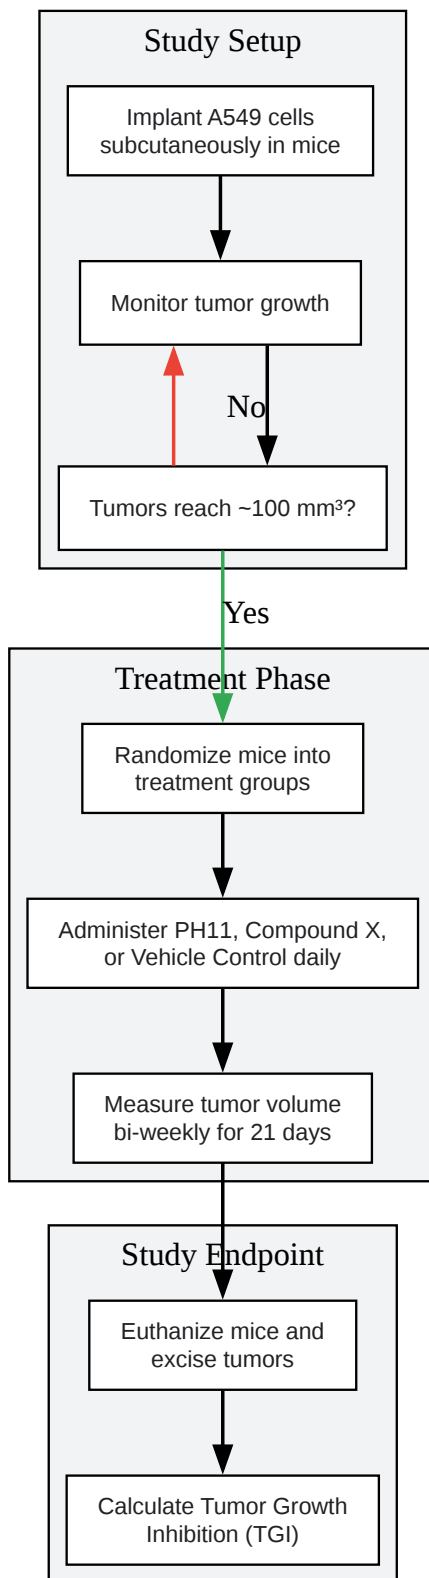 Study Setup
Implant A549 cells
subcutaneously in mice
Monitor tumor growth
No
Tumors reach ~100 mm³?
Yes
Treatment Phase
Randomize mice into
treatment groups
Administer PH11, Compound X,
or Vehicle Control daily
Measure tumor volume
bi-weekly for 21 days
Study Endpoint
Euthanize mice and
excise tumors
Calculate Tumor Growth
Inhibition (TGI)